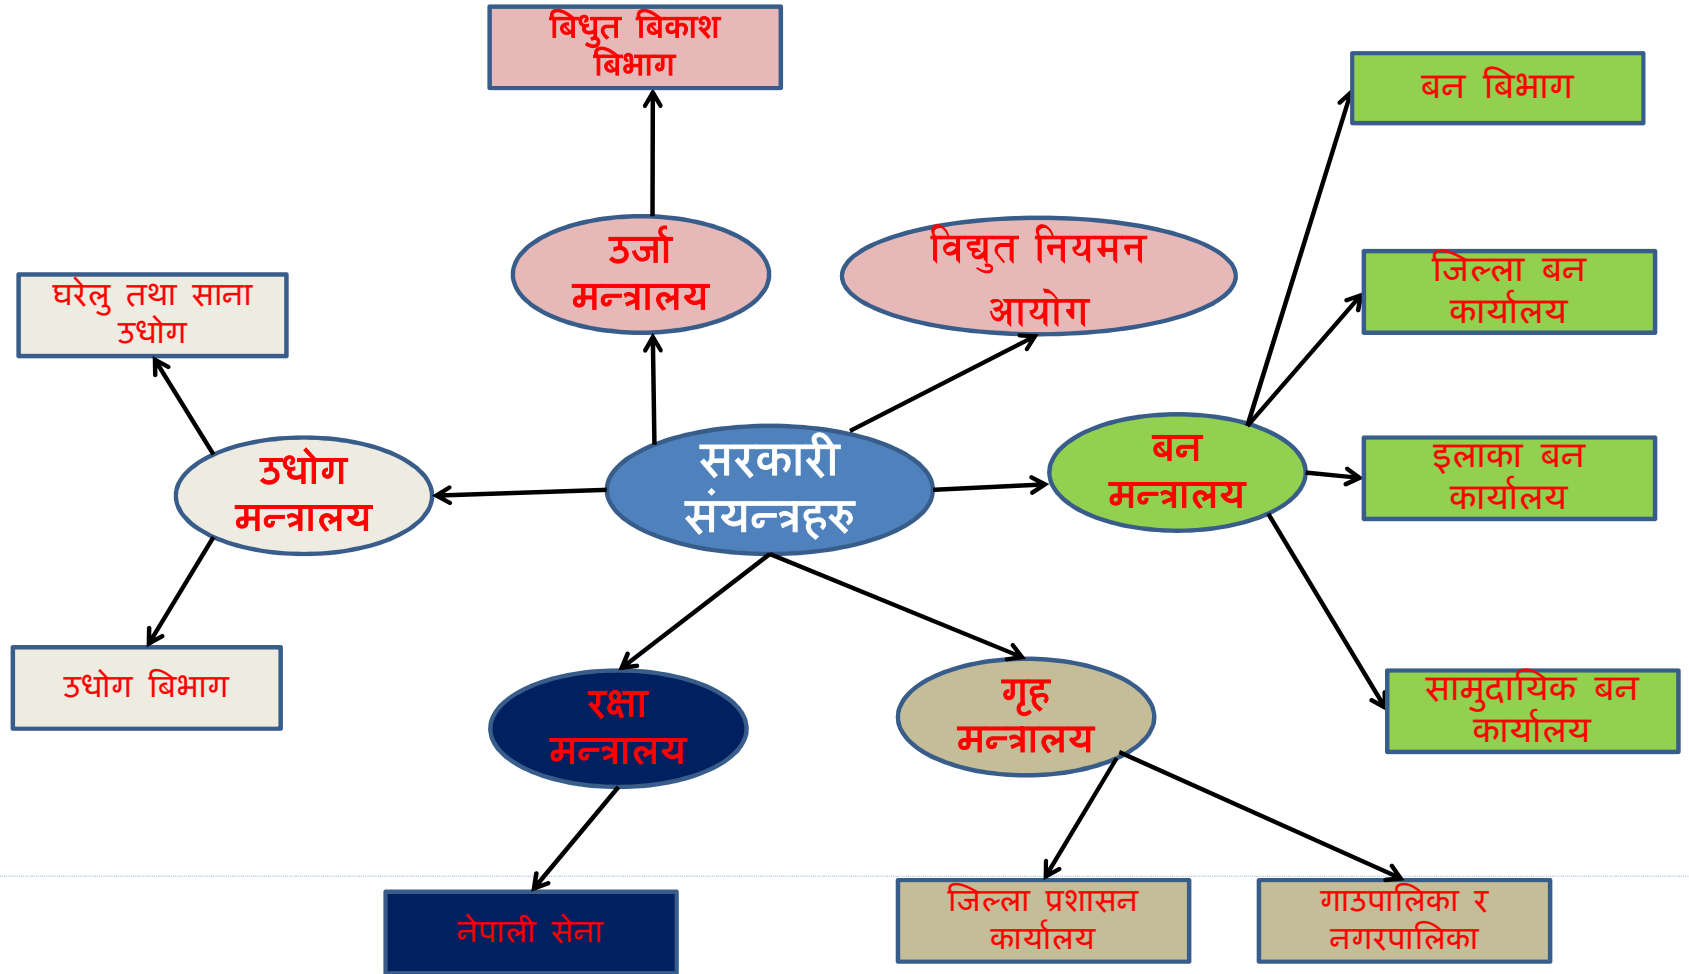 बिधुत बिकाश
बिभाग
बन बिभाग
उर्जा
मन्त्रालय
विद्युत नियमन
आयोग
जिल्ला बन
कार्यालय
घरेलु तथा साना
उधोग
सरकारी
संयन्त्रहरु
बन
मन्त्रालय
इलाका बन
कार्यालय
उधोग
मन्त्रालय
उधोग बिभाग
रक्षा
मन्त्रालय
गृह
मन्त्रालय
सामुदायिक बन
कार्यालय
नेपाली सेना
जिल्ला प्रशासन
कार्यालय
गाउपालिका र
नगरपालिका